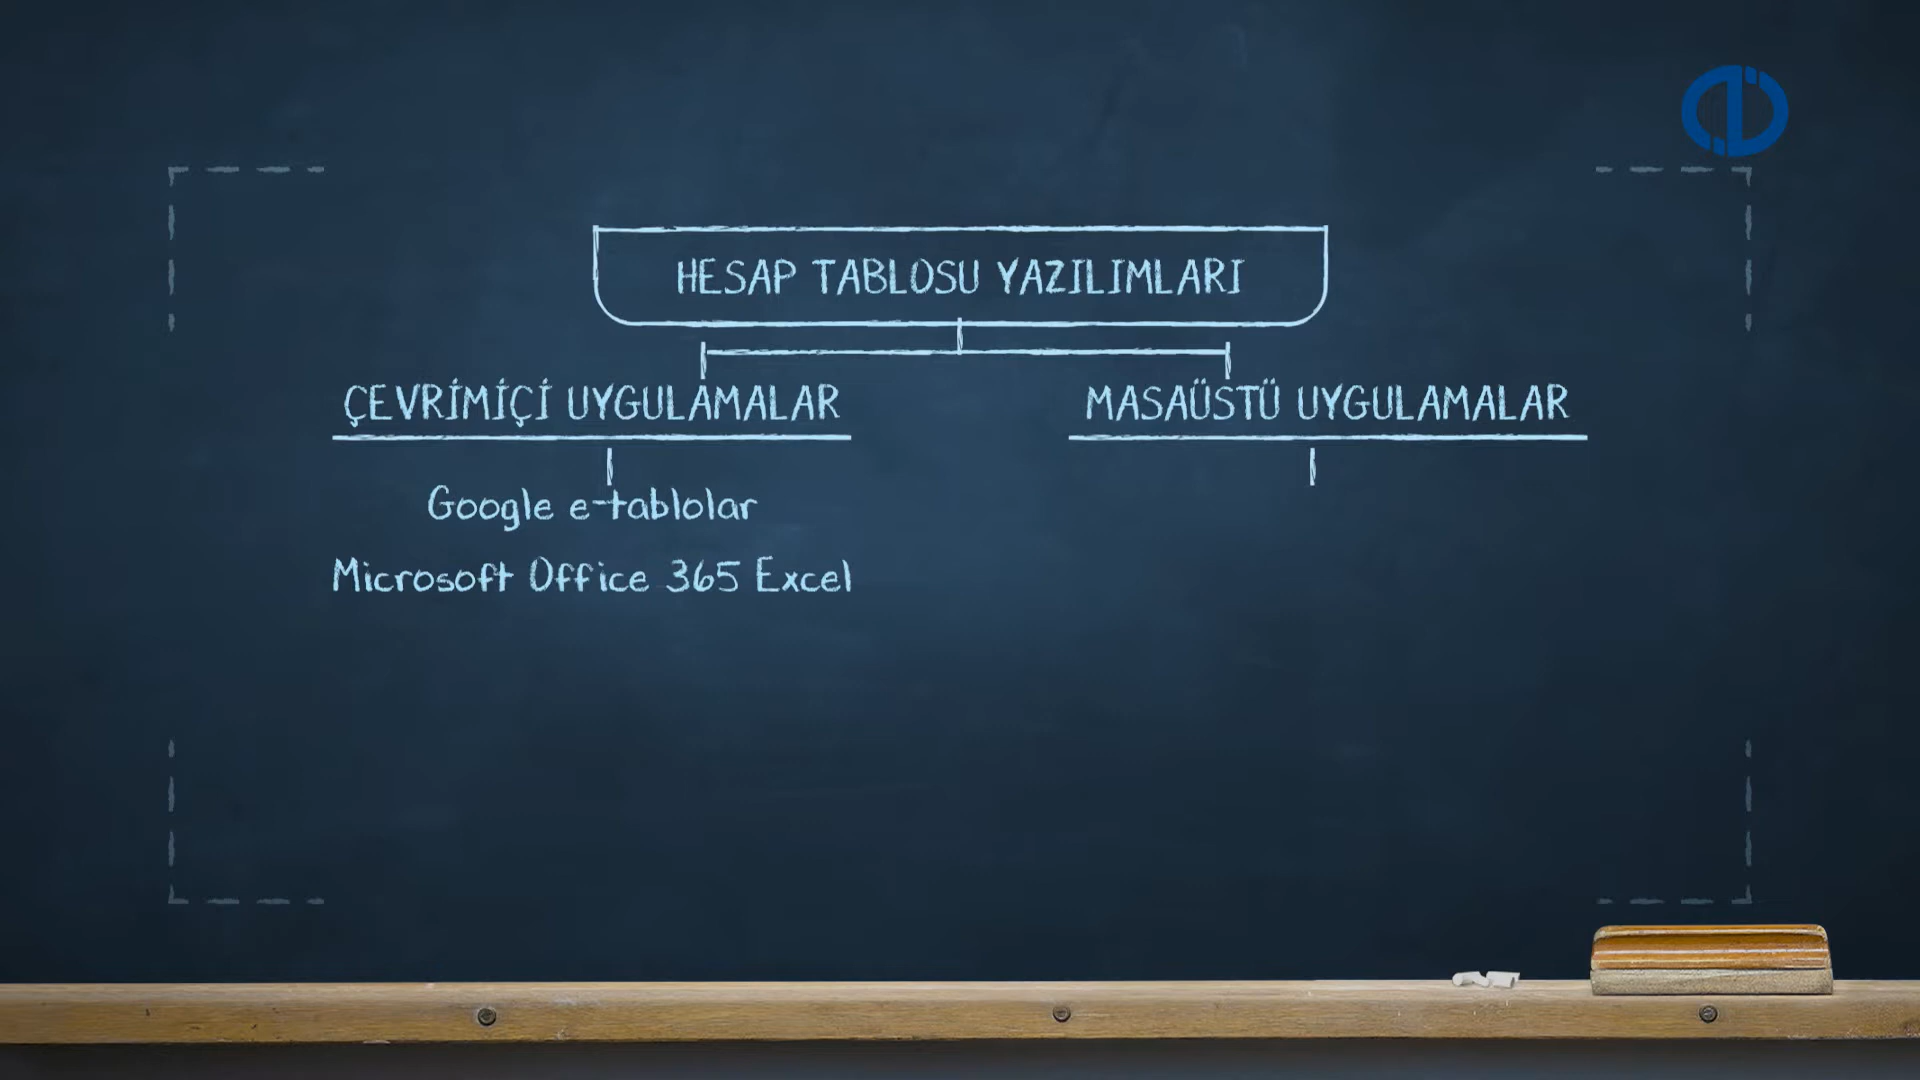 HESAP TABLOSU YAZILIMLARI
ÇEVRİMİÇİ UYGULAMALAR
MASAÜSTÜ UYGULAMALAR
Google e-tablolar
Microsoft Office 365 Excel